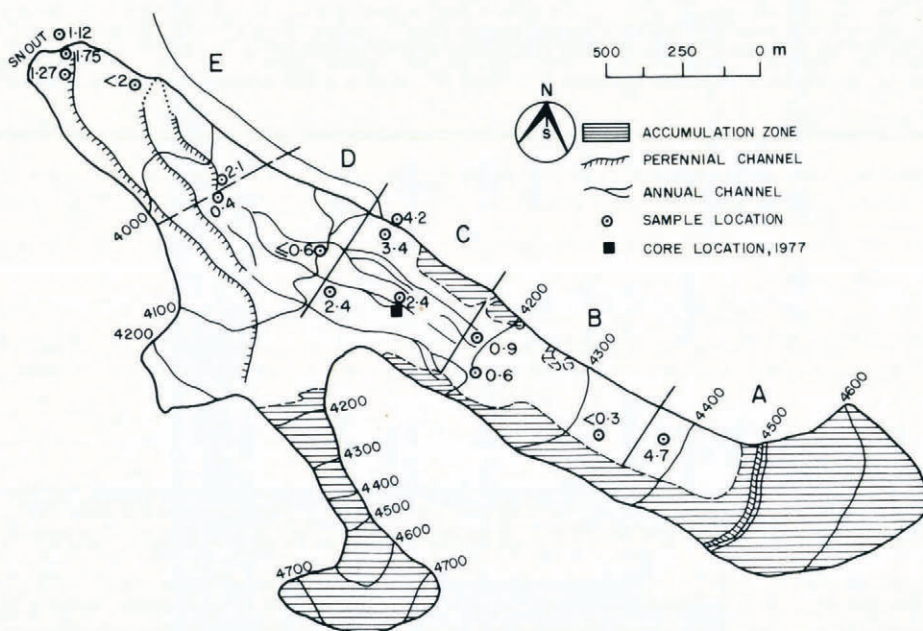 SNOUT
1·12
1·75
1·27
<2
E
500 250 0 m
N
S
ACCUMULATION ZONE
PERENNIAL CHANNEL
ANNUAL CHANNEL
SAMPLE LOCATION
CORE LOCATION, 1977
D
2·1
0·4
4000
4·2
3·4
C
≤0·6
2·4
2·4
4200
B
4300
0·9
0·6
4100
4200
4400
A
4500
4600
<0·3
4·7
4200
4300
4400
4500
4600
4700
4700